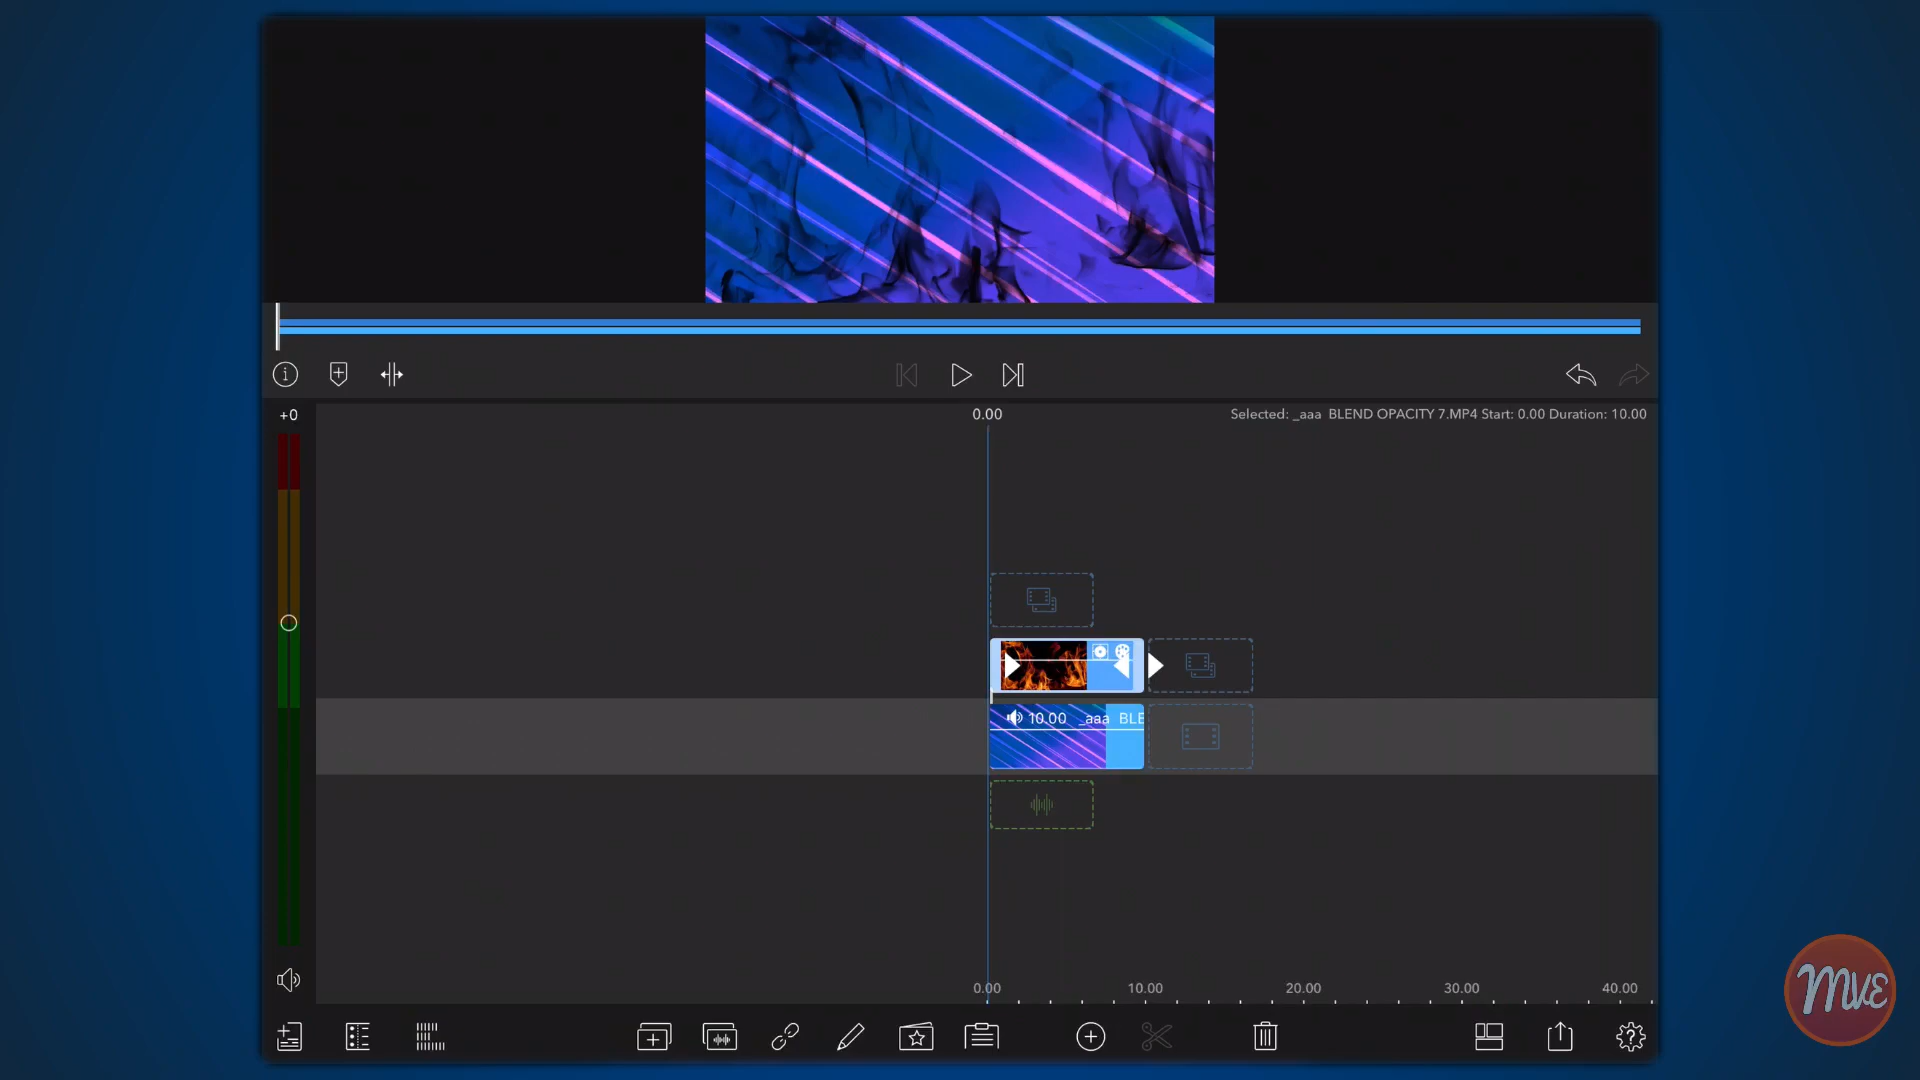 +0
0.00
Selected: _aaa BLEND OPACITY 7.MP4 Start: 0.00 Duration: 10.00
10.00 _aaa BLE
0.00 10.00 20.00 30.00 40.00
mve